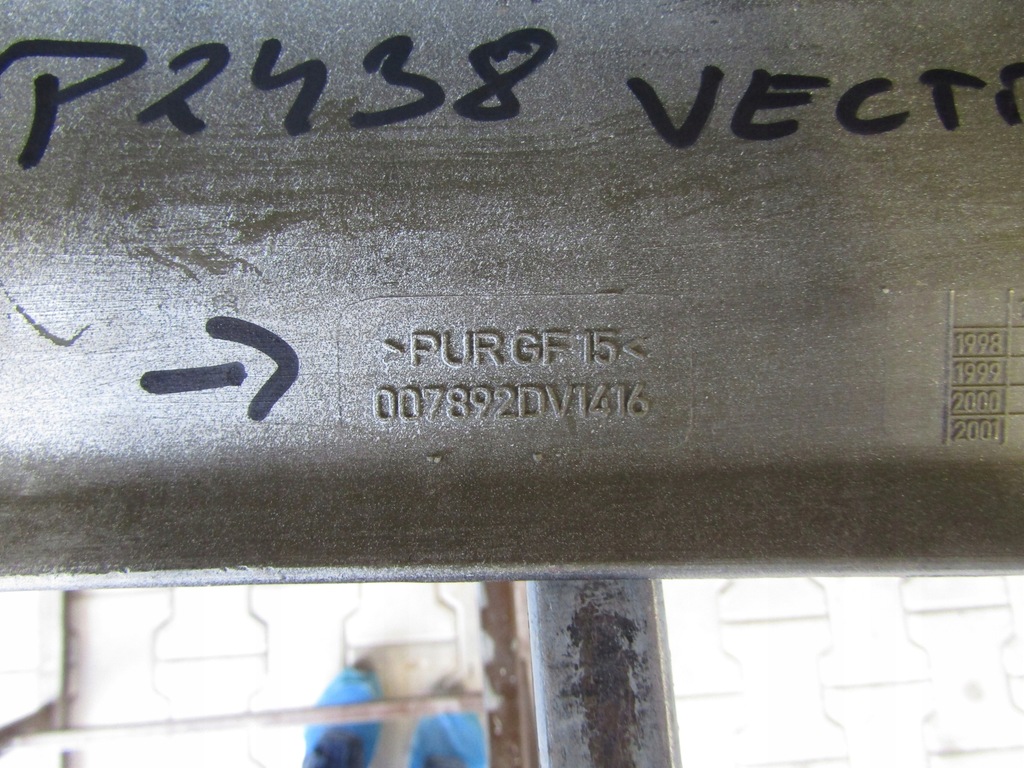 P2438 VECT
>PUR GF 15<
007892DV1416
1998
1999
2000
2001